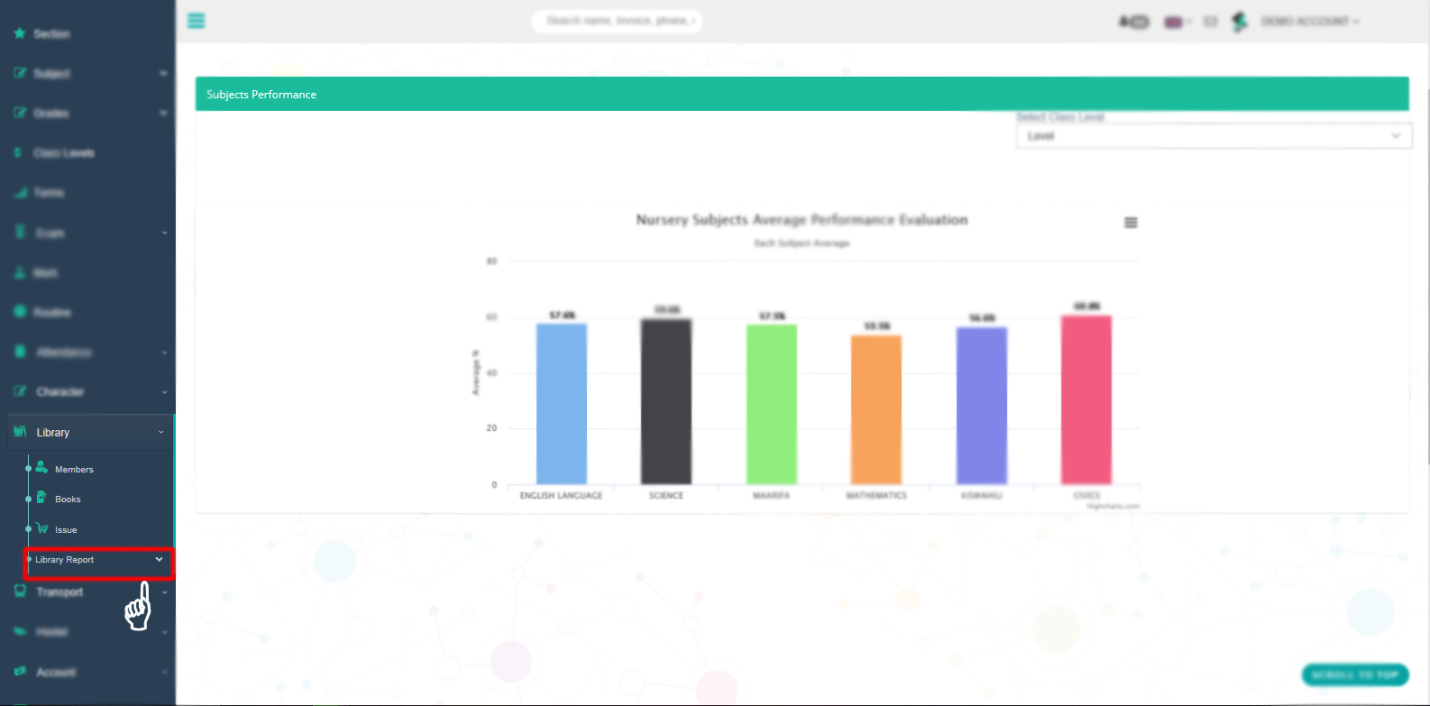 Section
Subject
Grades
Class Levels
Terms
Exam
Mark
Routine
Attendance
Character
Library
Members
Books
Issue
Library Report
Transport
Hostel
Account
Search name, invoice, phone,
DEMO ACCOUNT
Subjects Performance
Select Class Level
Level
Nursery Subjects Average Performance Evaluation
Each Subject Average
Average %
80
60
40
20
0
57.6%
59.6%
57.5%
53.5%
56.6%
60.8%
ENGLISH LANGUAGE
SCIENCE
MAARIFA
MATHEMATICS
KISWAHILI
CIVICS
Highcharts.com
SCROLL TO TOP